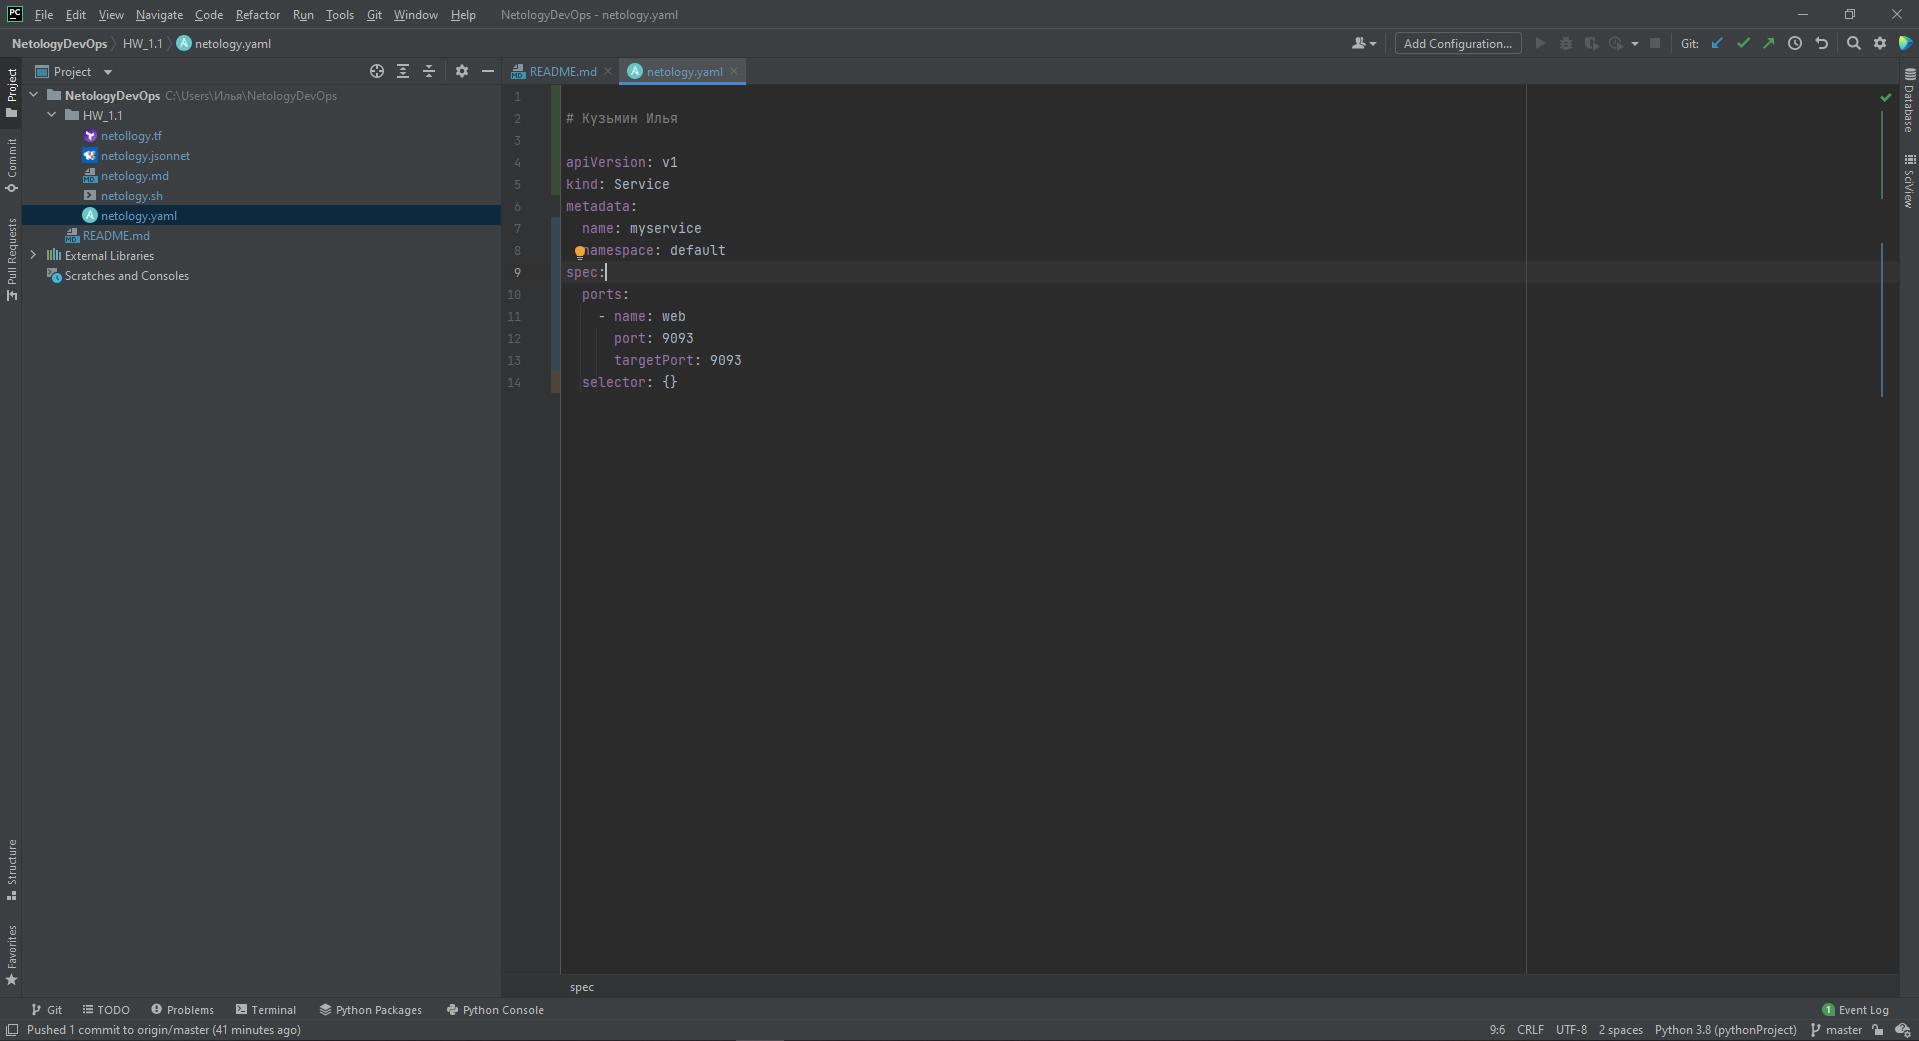 PC File Edit View Navigate Code Refactor Run Tools Git Window Help NetologyDevOps - netology.yaml
NetologyDevOps HW_1.1 netology.yaml Add Configuration... Git:
Project
README.md netology.yaml
NetologyDevOps C:\Users\Илья\NetologyDevOps
HW_1.1
netollogy.tf
netology.jsonnet
netology.md
netology.sh
netology.yaml
README.md
External Libraries
Scratches and Consoles
Project
Commit
Pull Requests
Structure
Favorites
1
2 # Кузьмин Илья
3
4 apiVersion: v1
5 kind: Service
6 metadata:
7 name: myservice
8 namespace: default
9 spec:
10 ports:
11 - name: web
12 port: 9093
13 targetPort: 9093
14 selector: {}
Database
SciView
spec
Git TODO Problems Terminal Python Packages Python Console 1 Event Log
Pushed 1 commit to origin/master (41 minutes ago) 9:6 CRLF UTF-8 2 spaces Python 3.8 (pythonProject) master